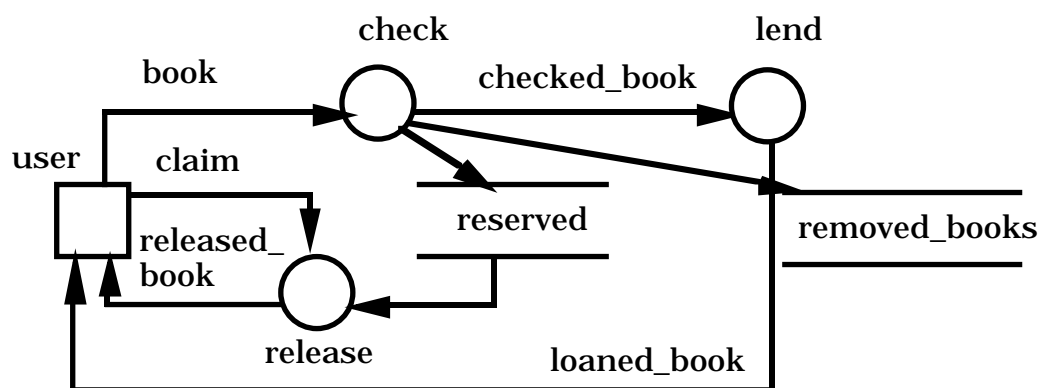 check
lend
book
checked_book
user
claim
reserved
removed_books
released_
book
release
loaned_book